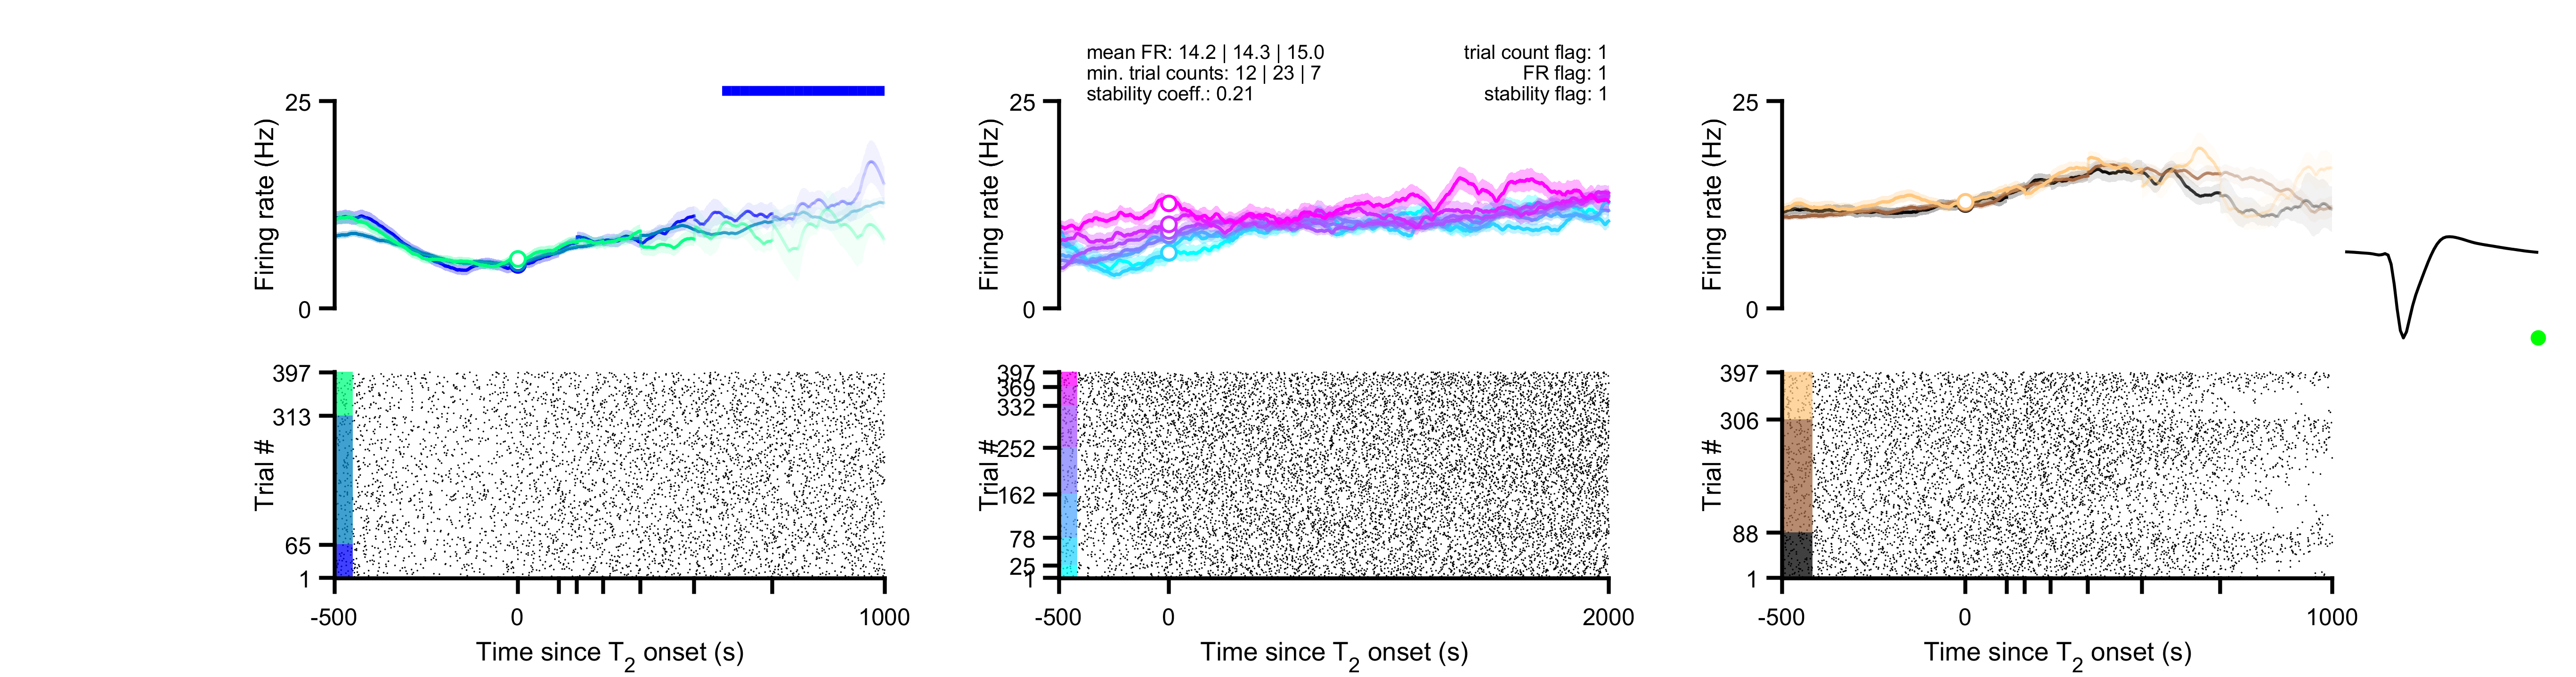 mean FR: 14.2 | 14.3 | 15.0
min. trial counts: 12 | 23 | 7
stability coeff.: 0.21
trial count flag: 1
FR flag: 1
stability flag: 1
25
0
Firing rate (Hz)
25
0
Firing rate (Hz)
25
0
Firing rate (Hz)
397
313
65
1
Trial #
-500
0
1000
Time since T2 onset (s)
397
369
332
252
162
78
25
1
Trial #
-500
0
2000
Time since T2 onset (s)
397
306
88
1
Trial #
-500
0
1000
Time since T2 onset (s)